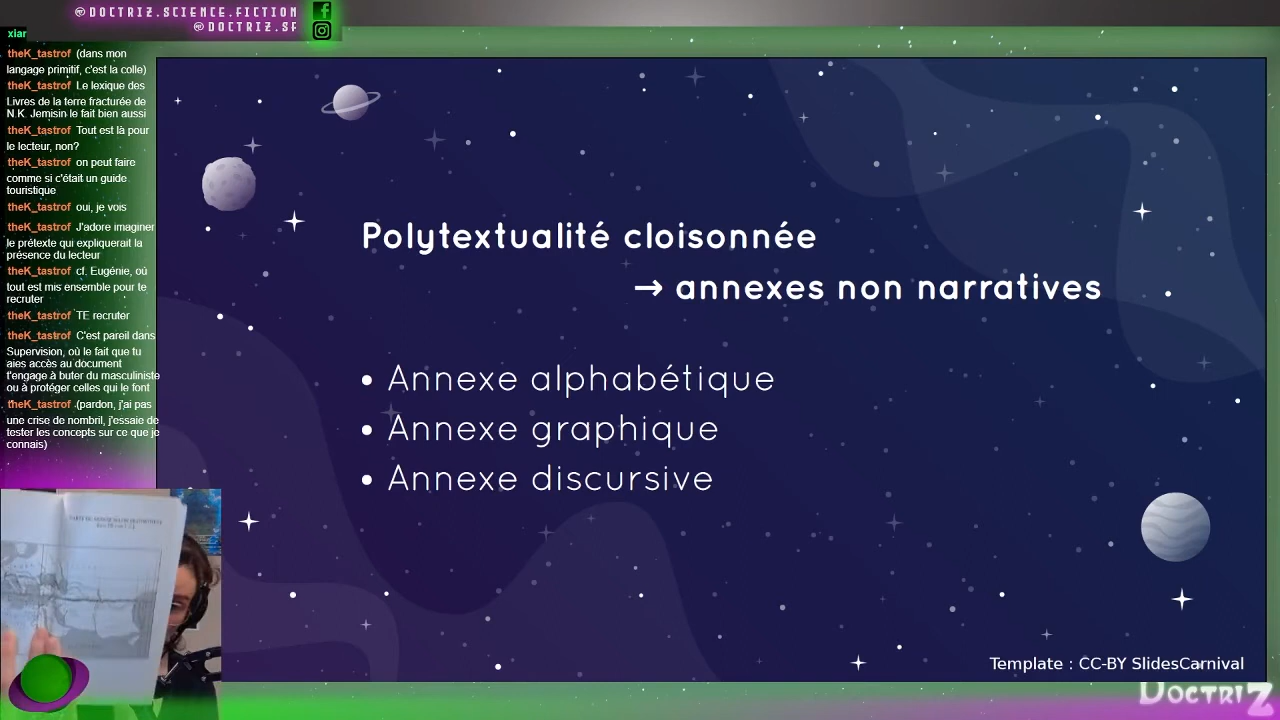 @DOCTRIZ.SCIENCE.FICTION
@DOCTRIZ.SF
xiar
theK_tastrof (dans mon
langage primitif, c'est la colle)
theK_tastrof Le lexique des
Livres de la terre fracturée de
N.K. Jemisin le fait bien aussi
theK_tastrof Tout est là pour
le lecteur, non?
theK_tastrof on peut faire
comme si c'était un guide
touristique
theK_tastrof oui, je vois
theK_tastrof J'adore imaginer
le prétexte qui expliquerait la
présence du lecteur
theK_tastrof cf. Eugénie, où
tout est mis ensemble pour te
recruter
theK_tastrof TE recruter
theK_tastrof C'est pareil dans
Supervision, où le fait que tu
aies accès au document
t'engage à buter du masculiniste
ou à protéger celles qui le font
theK_tastrof (pardon, j'ai pas
une crise de nombril, j'essaie de
tester les concepts sur ce que je
connais)
Polytextualité cloisonnée
→ annexes non narratives
• Annexe alphabétique
• Annexe graphique
• Annexe discursive
Template : CC-BY SlidesCarnival
DOCTRIZ